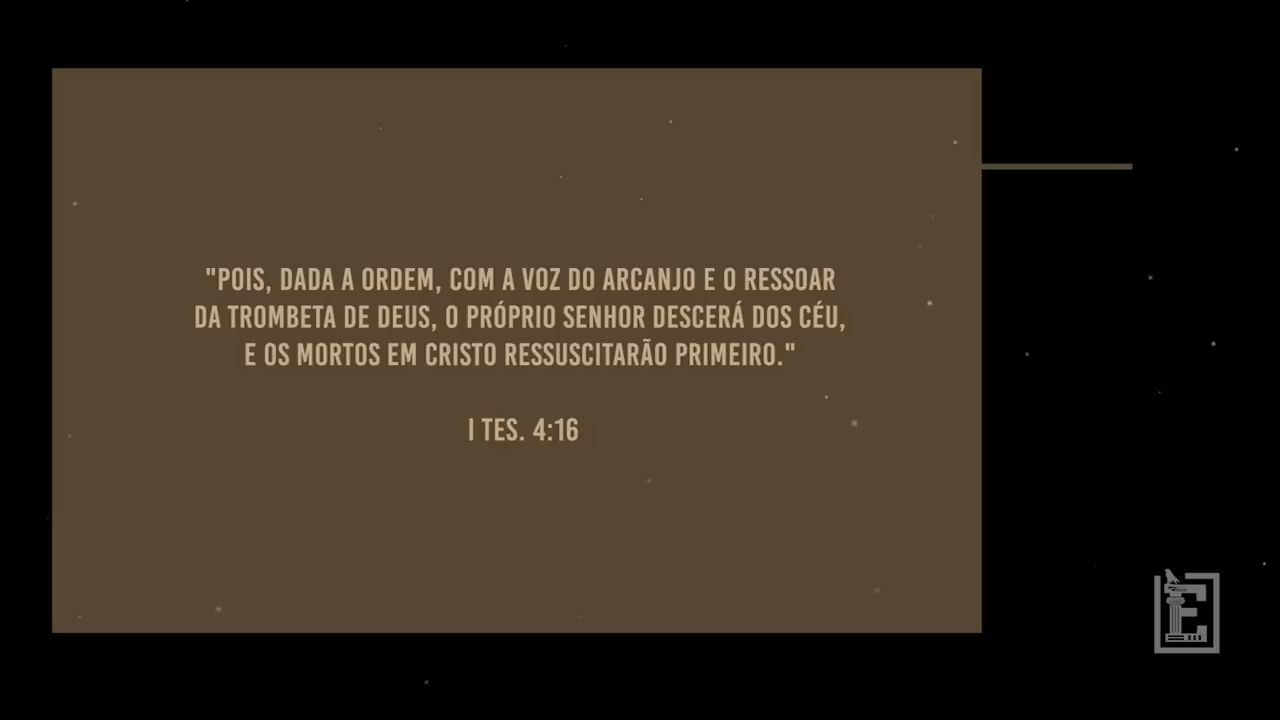 "POIS, DADA A ORDEM, COM A VOZ DO ARCANJO E O RESSOAR
DA TROMBETA DE DEUS, O PRÓPRIO SENHOR DESCERÁ DOS CÉU,
E OS MORTOS EM CRISTO RESSUSCITARÃO PRIMEIRO."
I TES. 4:16
E